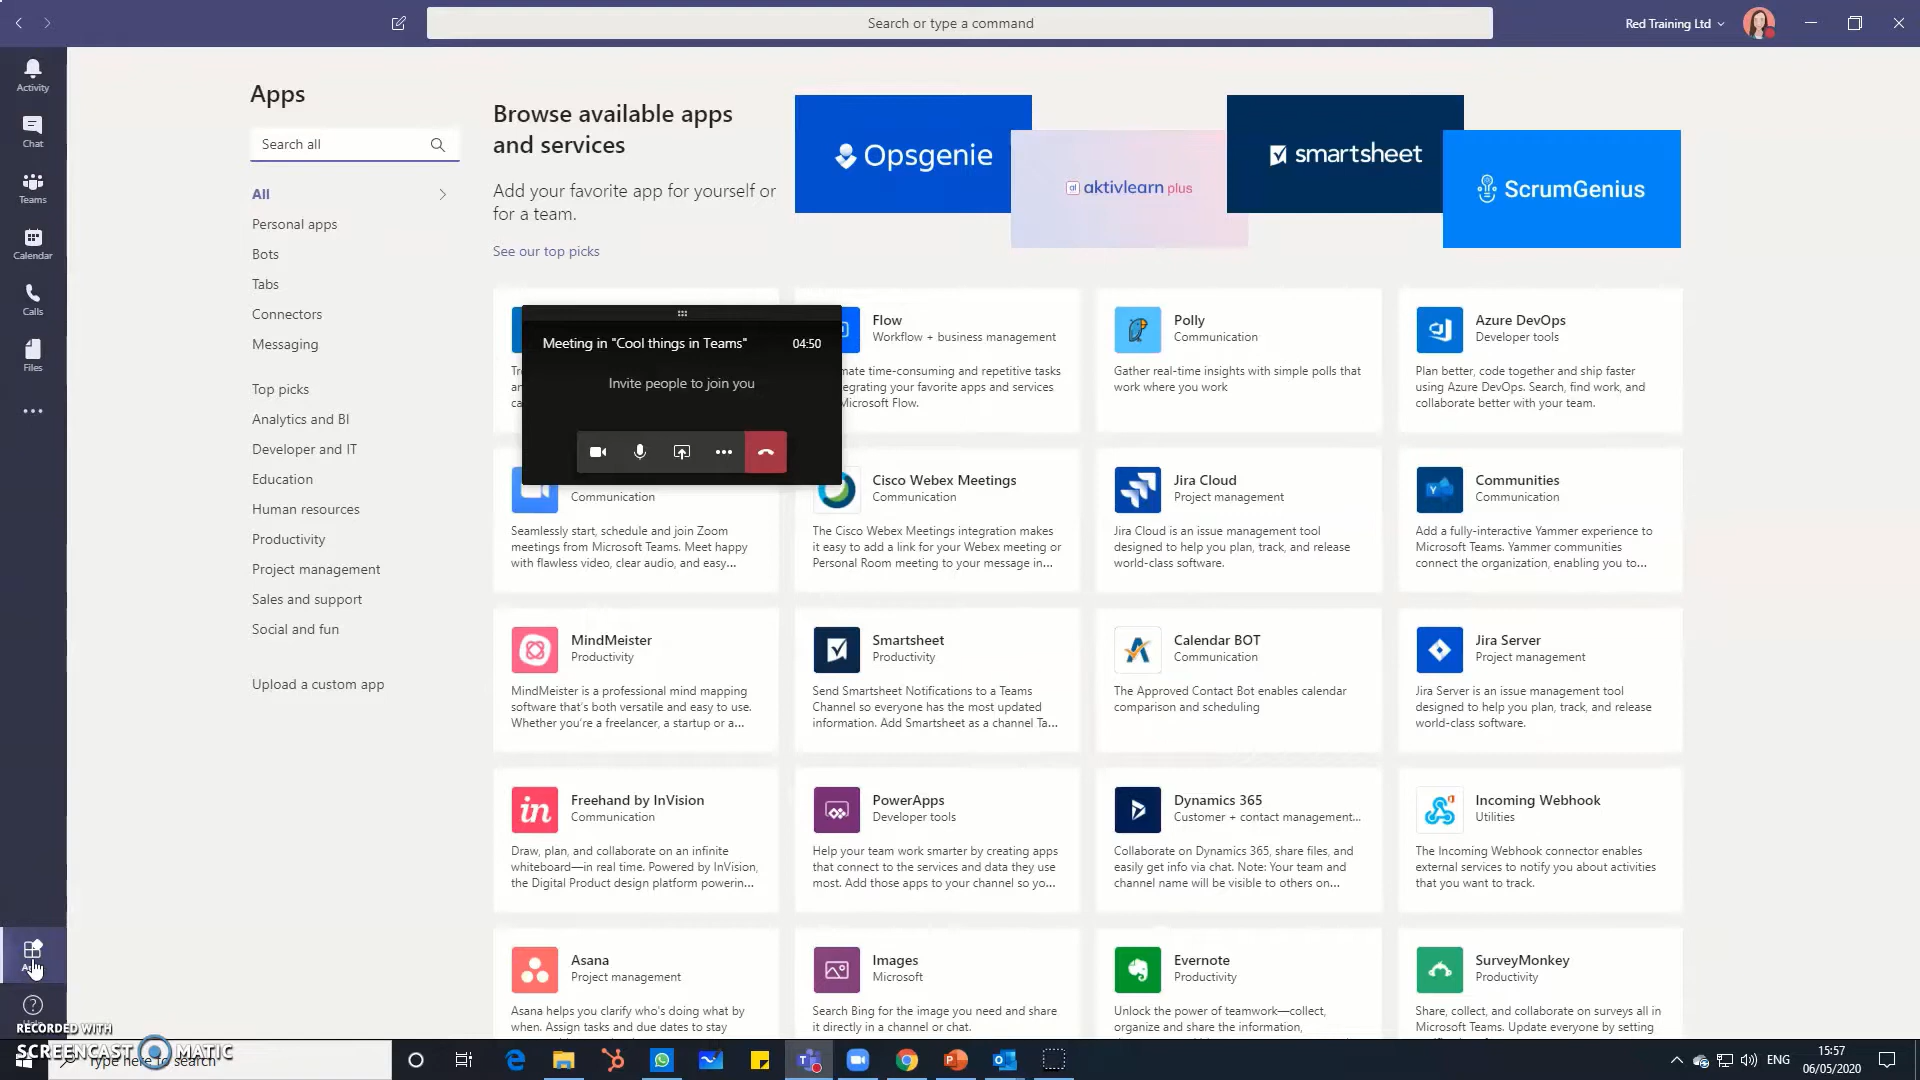 Search or type a command
Red Training Ltd
Activity
Chat
Teams
Calendar
Calls
Files
Apps
Search all
All
Personal apps
Bots
Tabs
Connectors
Messaging
Top picks
Analytics and BI
Developer and IT
Education
Human resources
Productivity
Project management
Sales and support
Social and fun
Upload a custom app
Browse available apps
and services
Add your favorite app for yourself or
for a team.
See our top picks
Opsgenie
aktivlearn plus
smartsheet
ScrumGenius
Meeting in "Cool things in Teams"
04:50
Invite people to join you
Flow
Workflow + business management
time-consuming and repetitive tasks
your favorite apps and services
Microsoft Flow.
Polly
Communication
Gather real-time insights with simple polls that
work where you work
Azure DevOps
Developer tools
Plan better, code together and ship faster
using Azure DevOps. Search, find work, and
collaborate better with your team.
Communication
Seamlessly start, schedule and join Zoom
meetings from Microsoft Teams. Meet happy
with flawless video, clear audio, and easy...
Cisco Webex Meetings
Communication
The Cisco Webex Meetings integration makes
it easy to add a link for your Webex meeting or
Personal Room meeting to your message in...
Jira Cloud
Project management
Jira Cloud is an issue management tool
designed to help you plan, track, and release
world-class software.
Communities
Communication
Add a fully-interactive Yammer experience to
Microsoft Teams. Yammer communities
connect the organization, enabling you to...
MindMeister
Productivity
MindMeister is a professional mind mapping
software that's both versatile and easy to use.
Whether you're a freelancer, a startup or a...
Smartsheet
Productivity
Send Smartsheet Notifications to a Teams
Channel so everyone has the most updated
information. Add Smartsheet as a channel Ta...
Calendar BOT
Communication
The Approved Contact Bot enables calendar
comparison and scheduling
Jira Server
Project management
Jira Server is an issue management tool
designed to help you plan, track, and release
world-class software.
in
Freehand by InVision
Communication
Draw, plan, and collaborate on an infinite
whiteboard—in real time. Powered by InVision,
the Digital Product design platform powerin...
PowerApps
Developer tools
Help your team work smarter by creating apps
that connect to the services and data they use
most. Add those apps to your channel so yo...
Dynamics 365
Customer + contact management...
Collaborate on Dynamics 365, share files, and
easily get info via chat. Note: Your team and
channel name will be visible to others on...
Incoming Webhook
Utilities
The Incoming Webhook connector enables
external services to notify you about activities
that you want to track.
Asana
Project management
Asana helps you clarify who's doing what by
when. Assign tasks and due dates to stay
Images
Microsoft
Search Bing for the image you need and share
it directly in a channel or chat.
Evernote
Productivity
Unlock the power of teamwork—collect,
organize and share the information,
SurveyMonkey
Productivity
Share, collect, and collaborate on surveys all in
Microsoft Teams. Update everyone by setting
RECORDED WITH
SCREENCAST MATIC
Type here to search
ENG
15:57
06/05/2020